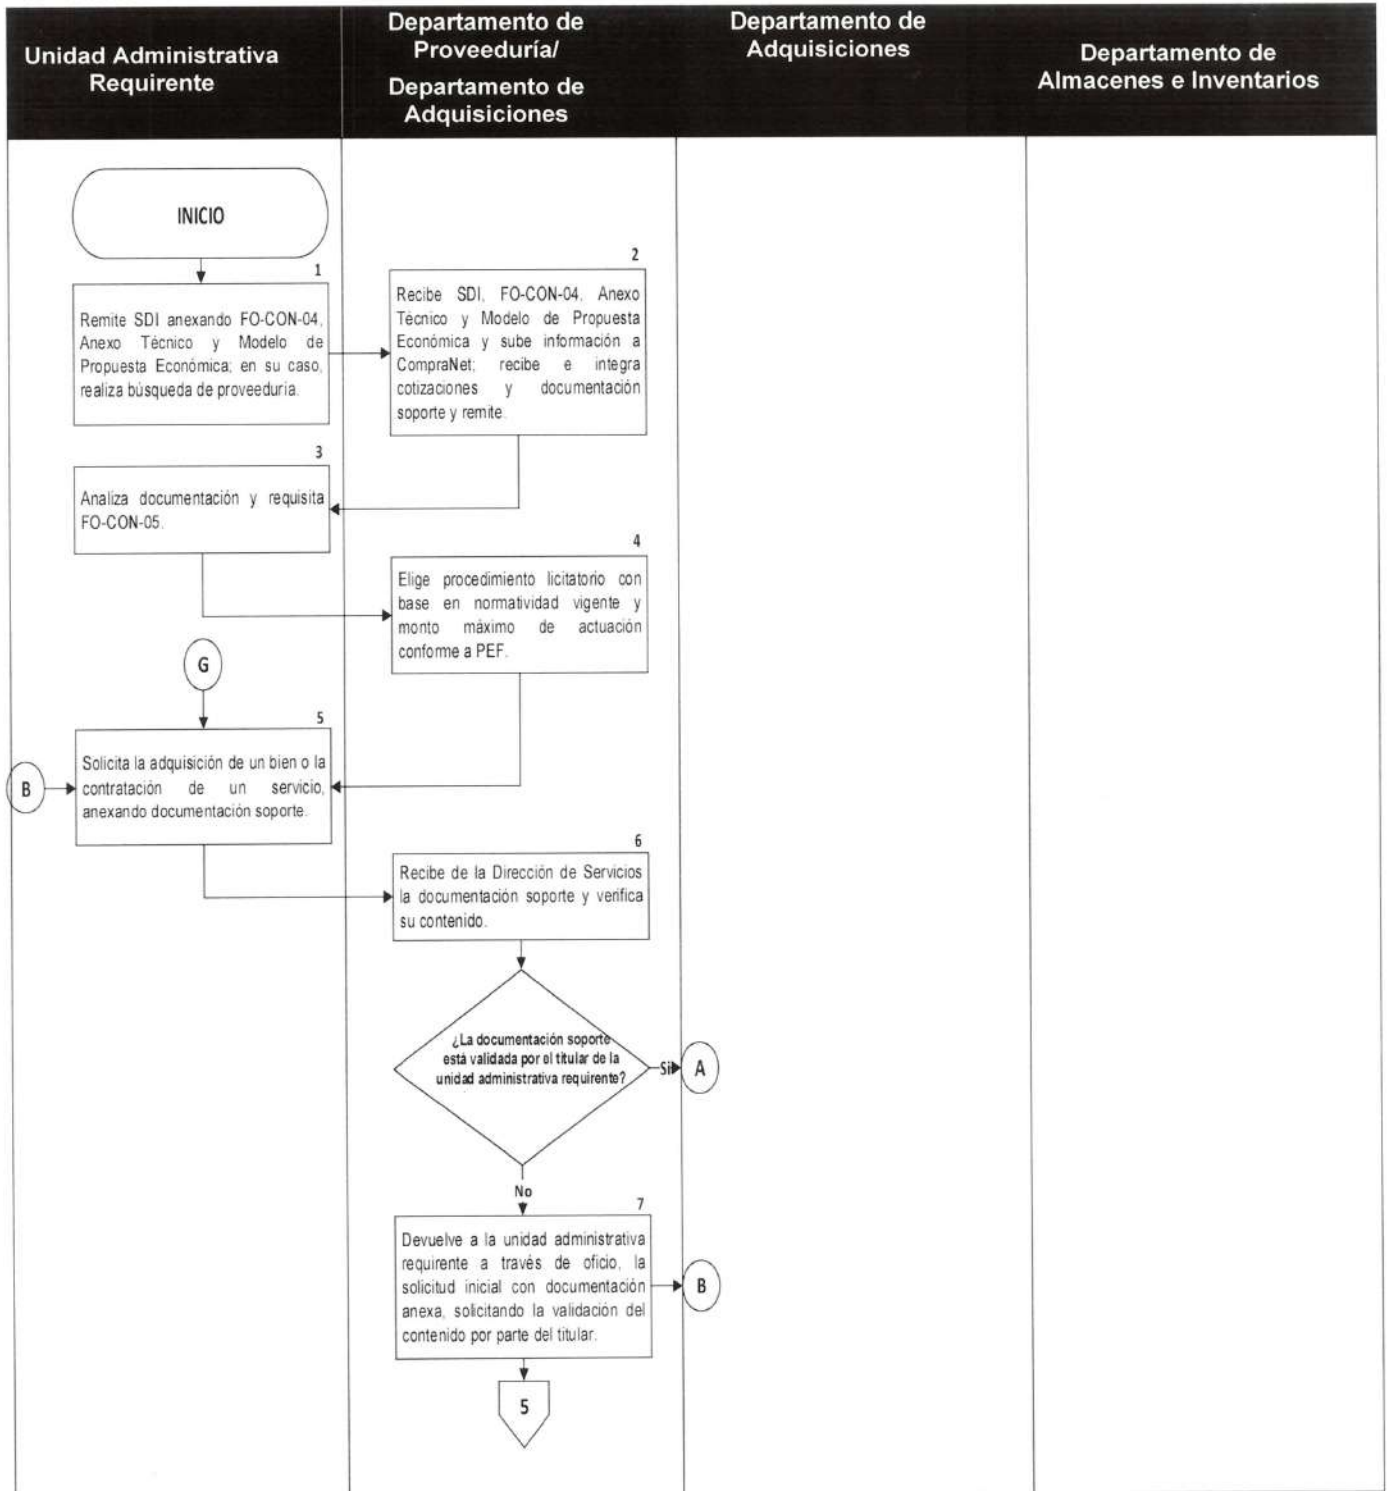 Unidad Administrativa
Requirente
Departamento de
Proveeduría/
Departamento de
Adquisiciones
Departamento de
Adquisiciones
Departamento de
Almacenes e Inventarios
INICIO
1
Remite SDI anexando FO-CON-04,
Anexo Técnico y Modelo de
Propuesta Económica; en su caso,
realiza búsqueda de proveeduría.
2
Recibe SDI, FO-CON-04, Anexo
Técnico y Modelo de Propuesta
Económica y sube información a
CompraNet; recibe e integra
cotizaciones y documentación
soporte y remite.
3
Analiza documentación y requisita
FO-CON-05.
4
Elige procedimiento licitatorio con
base en normatividad vigente y
monto máximo de actuación
conforme a PEF.
G
5
B
Solicita la adquisición de un bien o la
contratación de un servicio,
anexando documentación soporte.
6
Recibe de la Dirección de Servicios
la documentación soporte y verifica
su contenido.
¿La documentación soporte
está validada por el titular de la
unidad administrativa requirente?
Si
A
No
7
Devuelve a la unidad administrativa
requirente a través de oficio, la
solicitud inicial con documentación
anexa, solicitando la validación del
contenido por parte del titular.
B
5